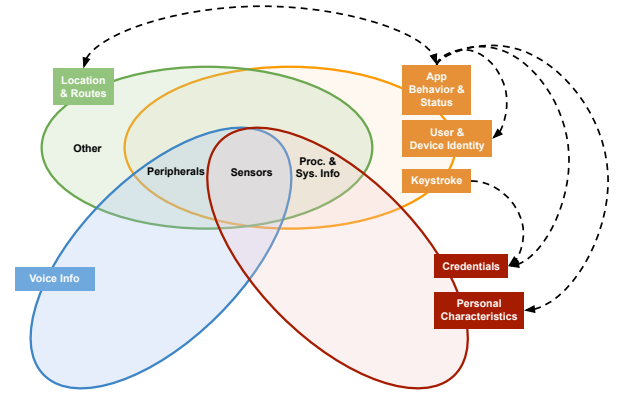 Location
& Routes
App
Behavior &
Status
User &
Device Identity
Other
Peripherals
Sensors
Proc. &
Sys. Info
Keystroke
Voice Info
Credentials
Personal
Characteristics